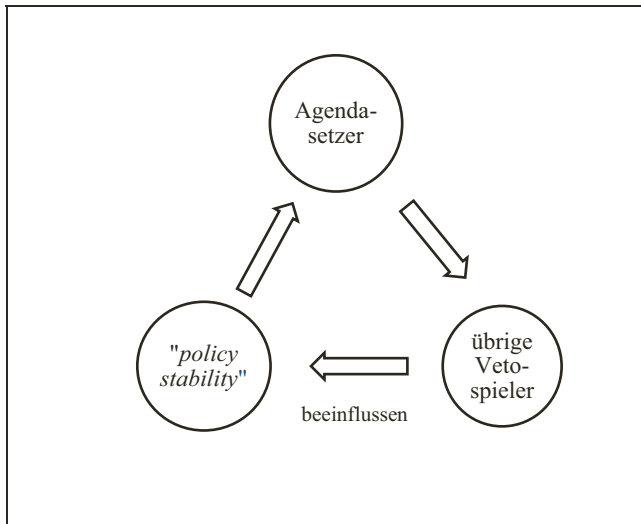 Agenda-
setzer
"policy
stability"
übrige
Veto-
spieler
beeinflussen